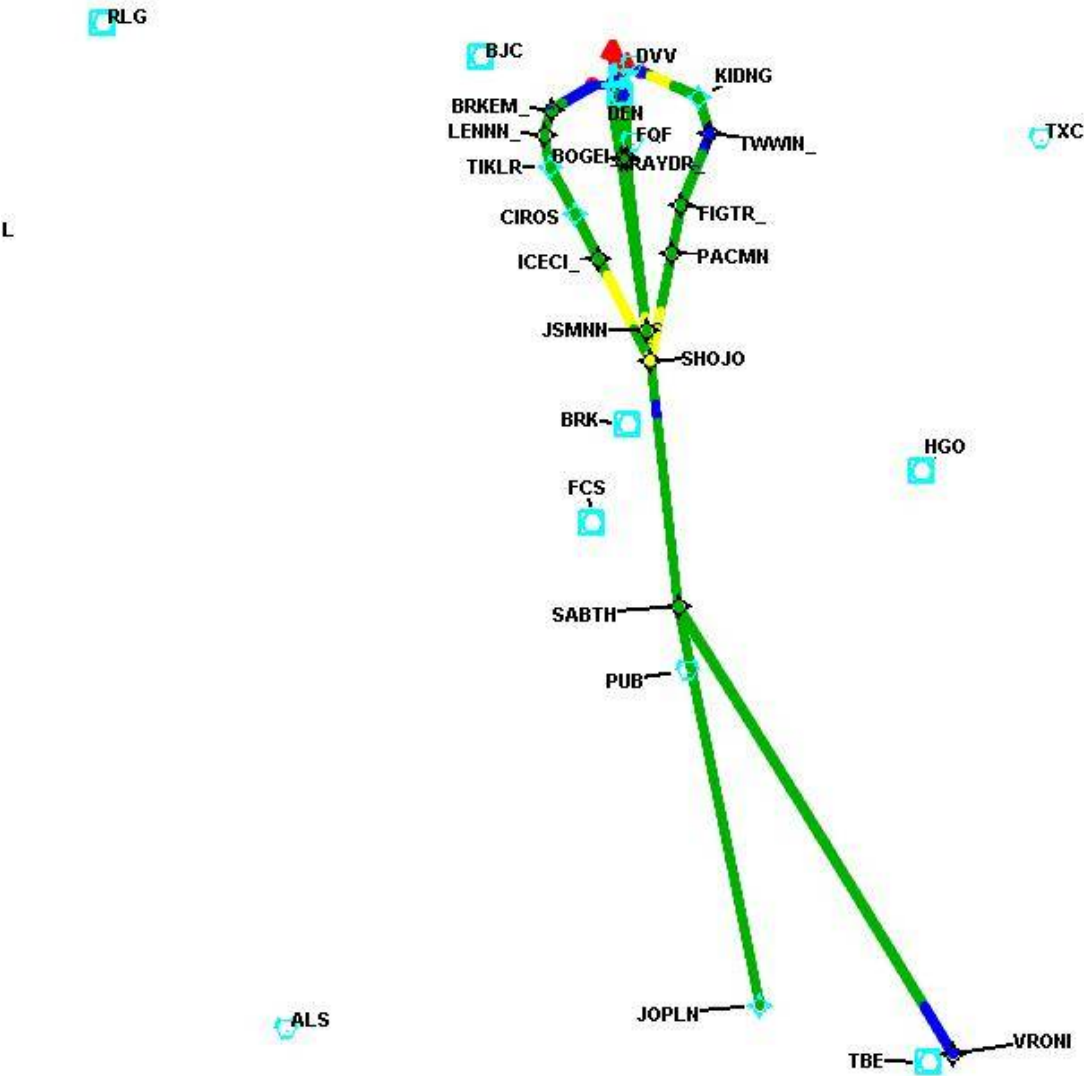 RLG
BJC
DVV
KIDNG
BRKEM_
DEN
LENNN_
FQF
TWWIN_
TXC
BOGEI_
RAYDR_
TIKLR
CIROS
FIGTR_
L
ICECI_
PACMN
JSMNN
SHOJO
BRK
HGO
FCS
SABTH
PUB
JOPLN
ALS
VRONI
TBE